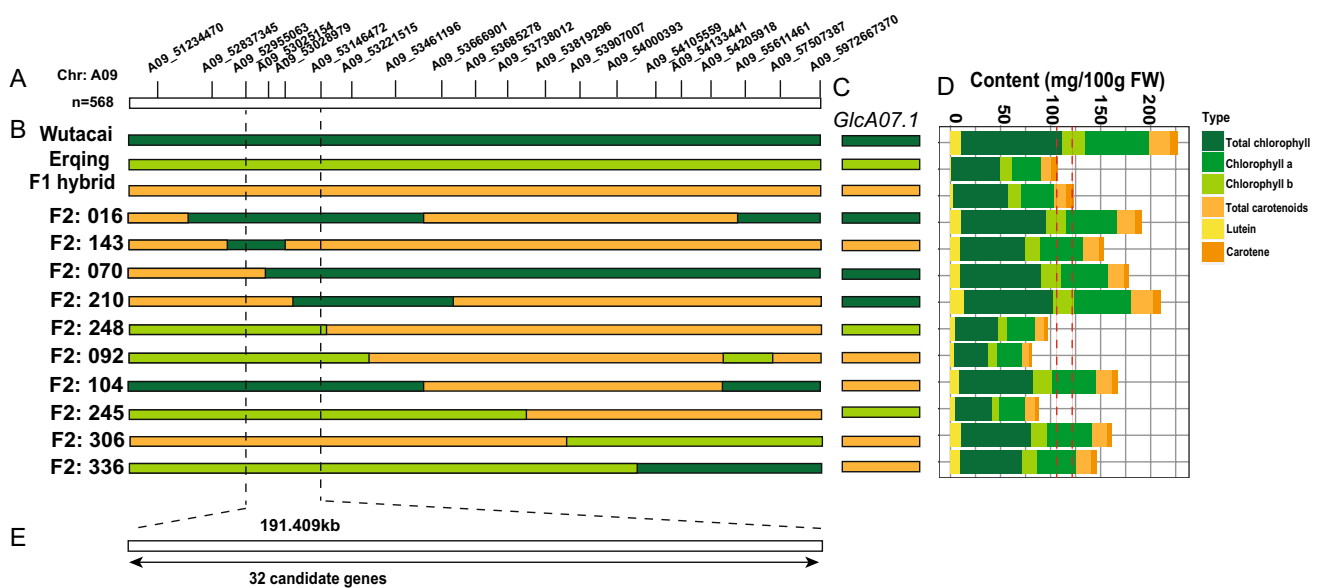 A09_51234470
A09_52837345
A09_52955063
A09_53025154
A09_53028979
A09_53146472
A09_53221515
A09_53461196
A09_53666901
A09_53685278
A09_53738012
A09_53819296
A09_53907007
A09_54000393
A09_54105559
A09_54133441
A09_54205918
A09_55611461
A09_57507387
A09_5972667370
A
Chr: A09
n=568
C
GlcA07.1
D
Content (mg/100g FW)
0
50
100
150
200
Type
Total chlorophyll
Chlorophyll a
Chlorophyll b
Total carotenoids
Lutein
Carotene
B
Wutacai
Erqing
F1 hybrid
F2: 016
F2: 143
F2: 070
F2: 210
F2: 248
F2: 092
F2: 104
F2: 245
F2: 306
F2: 336
E
191.409kb
32 candidate genes